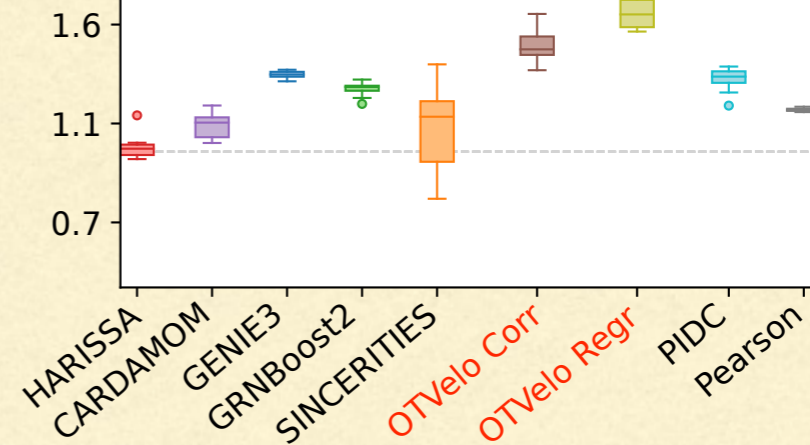 1.6
1.1
0.7
HARISSA
CARDAMOM
GENIE3
GRNBoost2
SINCERITIES
OTVelo Corr
OTVelo Regr
PIDC
Pearson